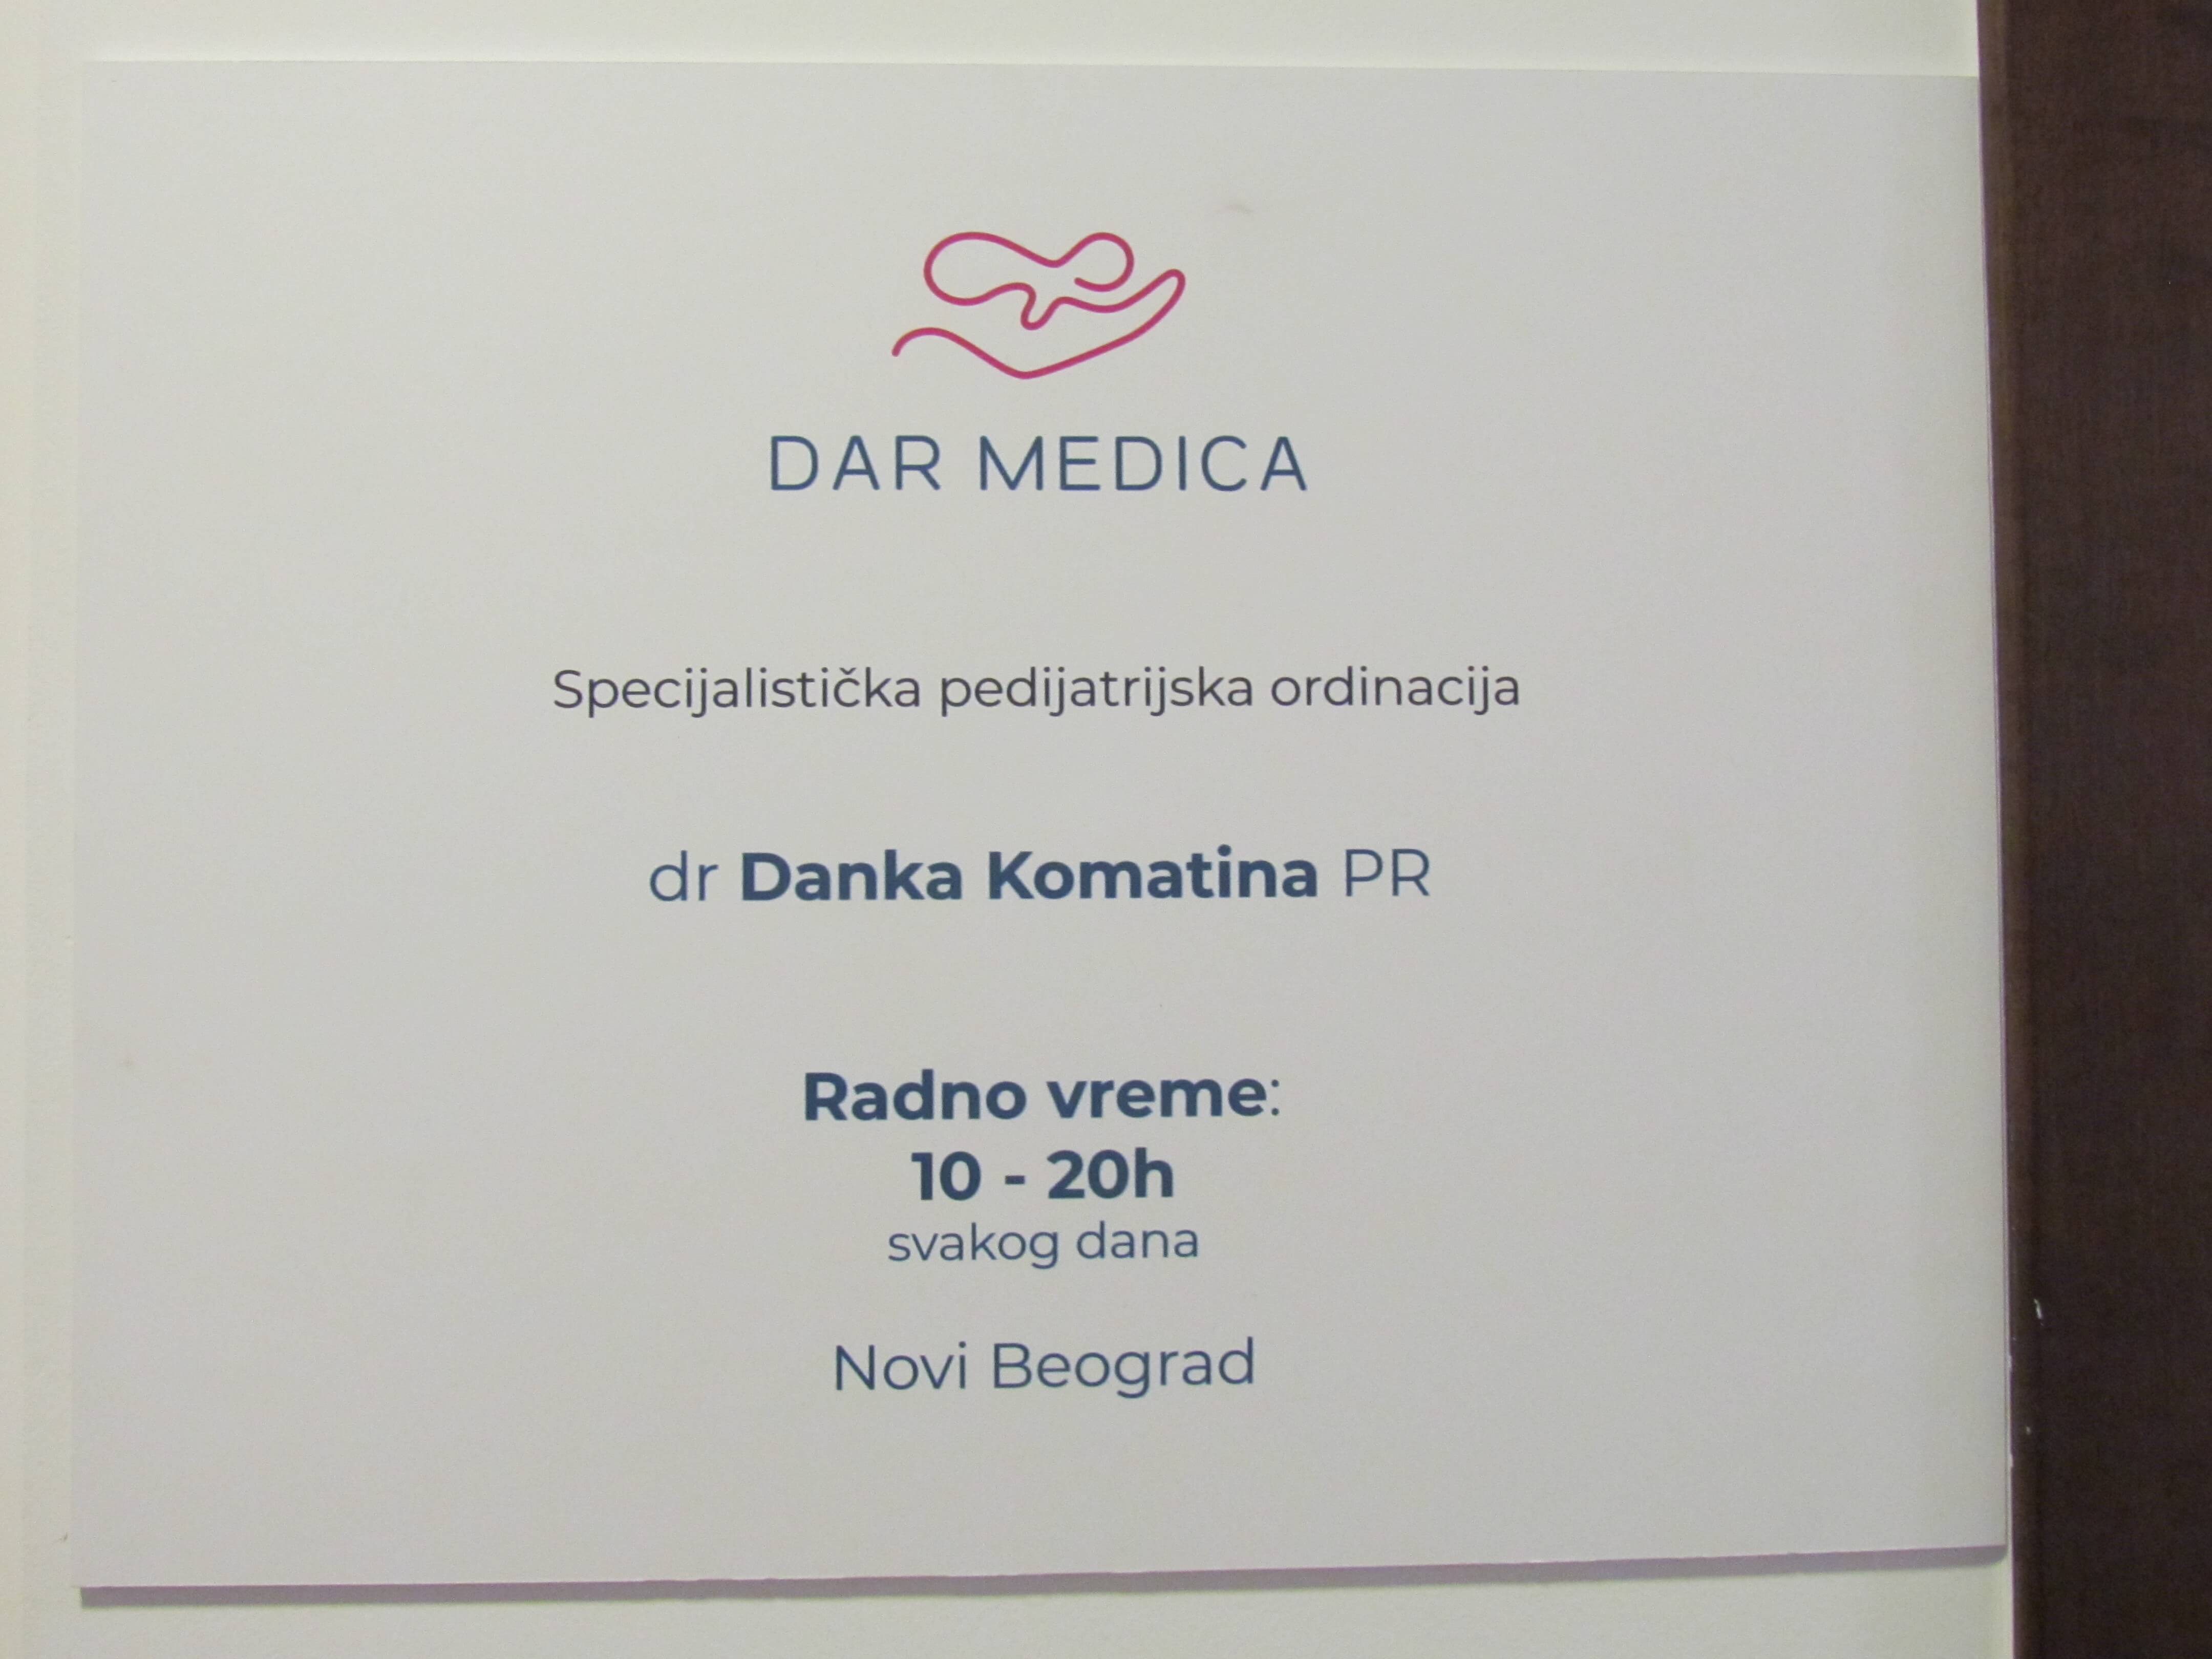 DAR MEDICA
Specijalistička pedijatrijska ordinacija
dr Danka Komatina PR
Radno vreme:
10 - 20h
svakog dana
Novi Beograd